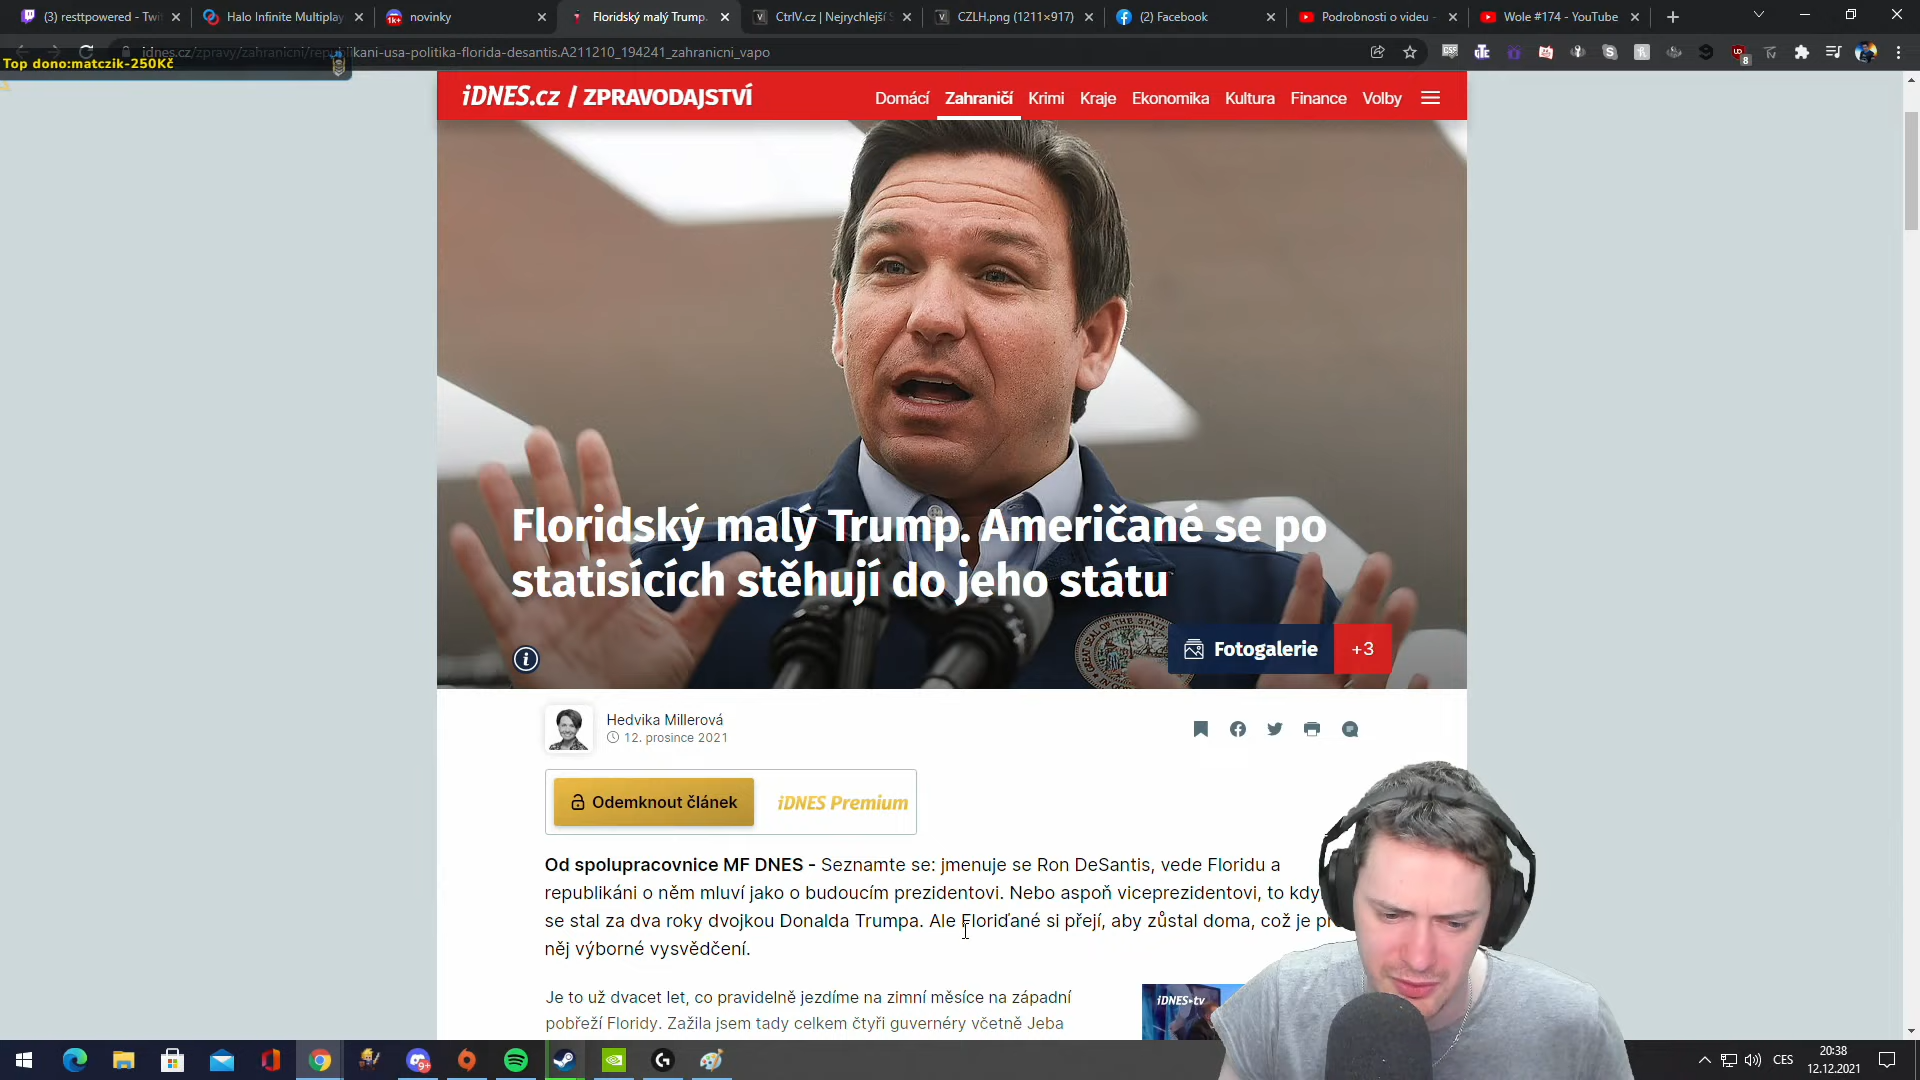 (3) resttpowered - Twi
Halo Infinite Multiplay
novinky
Floridský malý Trump.
CtrlV.cz | Nejrychlejší
CZLH.png (1211×917)
(2) Facebook
Podrobnosti o videu -
Wole #174 - YouTube
idnes.cz/zpravy/zahranicni/republikani-usa-politika-florida-desantis.A211210_194241_zahranicni_vapo
Top dono:matczik-250Kč
iDNES.cz / ZPRAVODAJSTVÍ
Domácí Zahraničí Krimi Kraje Ekonomika Kultura Finance Volby
Floridský malý Trump. Američané se po
statisících stěhují do jeho státu
Fotogalerie +3
Hedvika Millerová
12. prosince 2021
Odemknout článek iDNES Premium
Od spolupracovnice MF DNES - Seznamte se: jmenuje se Ron DeSantis, vede Floridu a
republikáni o něm mluví jako o budoucím prezidentovi. Nebo aspoň viceprezidentovi, to kdy
se stal za dva roky dvojkou Donalda Trumpa. Ale Floriďané si přejí, aby zůstal doma, což je pr
něj výborné vysvědčení.
Je to už dvacet let, co pravidelně jezdíme na zimní měsíce na západní
pobřeží Floridy. Zažila jsem tady celkem čtyři guvernéry včetně Jeba
iDNES•tv
CES
20:38
12.12.2021